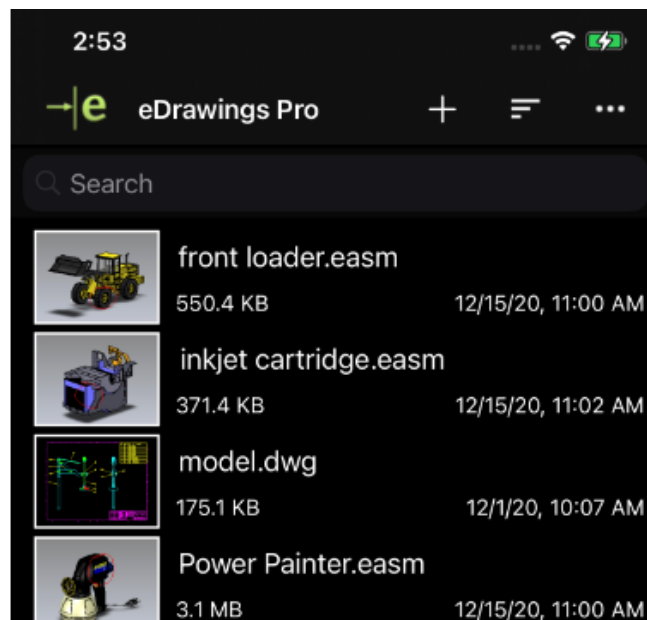 2:53
e eDrawings Pro
Search
front loader.easm
550.4 KB 12/15/20, 11:00 AM
inkjet cartridge.easm
371.4 KB 12/15/20, 11:02 AM
model.dwg
175.1 KB 12/1/20, 10:07 AM
Power Painter.easm
3.1 MB 12/15/20, 11:00 AM